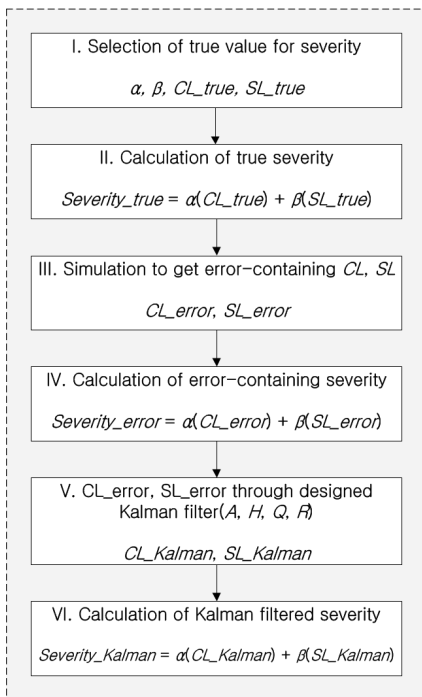 I. Selection of true value for severity
α, β, CL_true, SL_true
II. Calculation of true severity
Severity_true = α(CL_true) + β(SL_true)
III. Simulation to get error-containing CL, SL
CL_error, SL_error
IV. Calculation of error-containing severity
Severity_error = α(CL_error) + β(SL_error)
V. CL_error, SL_error through designed
Kalman filter(A, H, Q, R)
CL_Kalman, SL_Kalman
VI. Calculation of Kalman filtered severity
Severity_Kalman = α(CL_Kalman) + β(SL_Kalman)